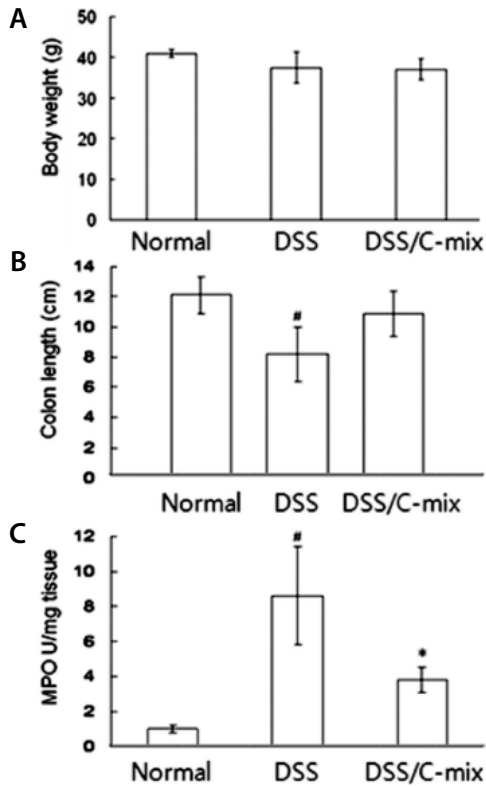 A
Body weight (g)
50
40
30
20
10
0
Normal DSS DSS/C-mix
B
Colon length (cm)
14
12
10
8
6
4
2
0
#
Normal DSS DSS/C-mix
C
MPO U/mg tissue
12
10
8
6
4
2
0
#
*
Normal DSS DSS/C-mix